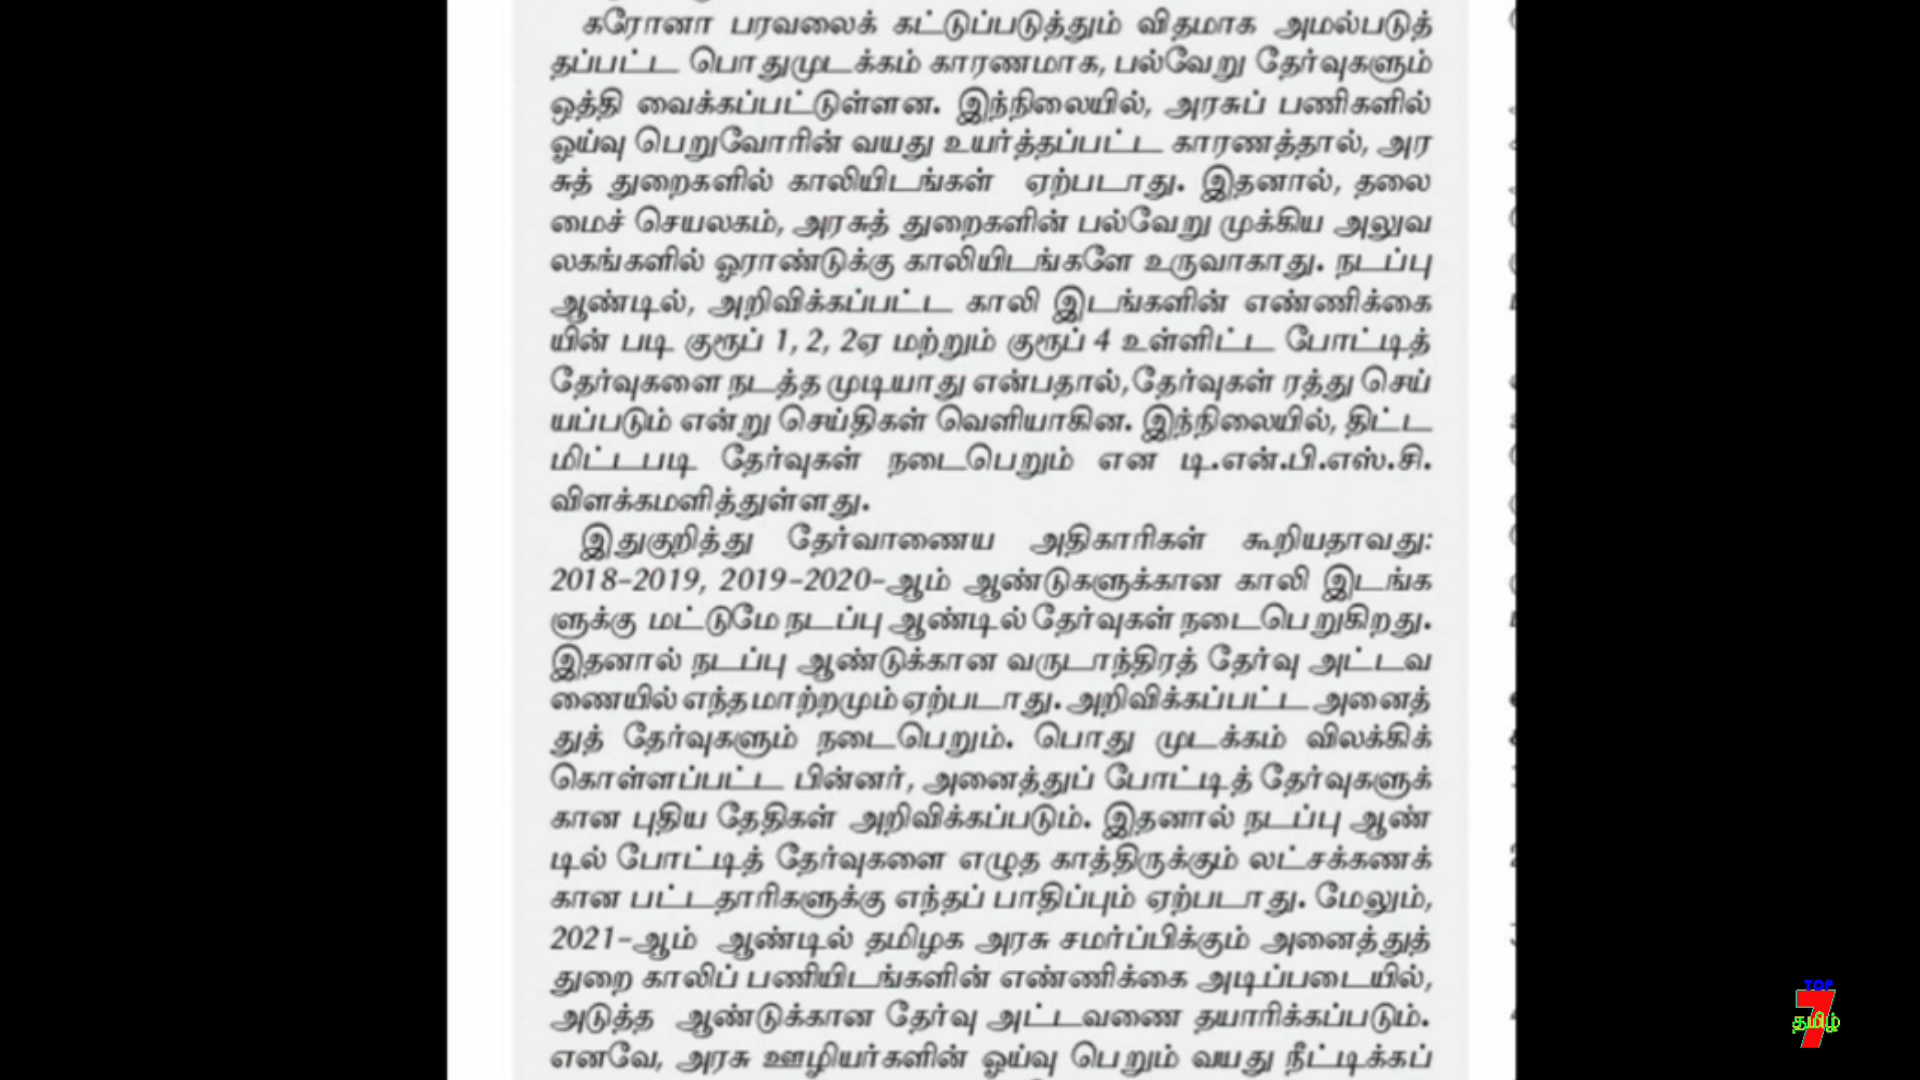 கரோனா பரவலைக் கட்டுப்படுத்தும் விதமாக அமல்படுத்
தப்பட்ட பொதுமுடக்கம் காரணமாக, பல்வேறு தேர்வுகளும்
ஒத்தி வைக்கப்பட்டுள்ளன. இந்நிலையில், அரசுப் பணிகளில்
ஓய்வு பெறுவோரின் வயது உயர்த்தப்பட்ட காரணத்தால், அர
சுத் துறைகளில் காலியிடங்கள் ஏற்படாது. இதனால், தலை
மைச் செயலகம், அரசுத் துறைகளின் பல்வேறு முக்கிய அலுவ
லகங்களில் ஓராண்டுக்கு காலியிடங்களே உருவாகாது. நடப்பு
ஆண்டில், அறிவிக்கப்பட்ட காலி இடங்களின் எண்ணிக்கை
யின் படி குரூப் 1, 2, 2ஏ மற்றும் குரூப் 4 உள்ளிட்ட போட்டித்
தேர்வுகளை நடத்த முடியாது என்பதால், தேர்வுகள் ரத்து செய்
யப்படும் என்று செய்திகள் வெளியாகின. இந்நிலையில், திட்ட
மிட்டபடி தேர்வுகள் நடைபெறும் என டி.என்.பி.எஸ்.சி.
விளக்கமளித்துள்ளது.
இதுகுறித்து தேர்வாணைய அதிகாரிகள் கூறியதாவது:
2018-2019, 2019-2020-ஆம் ஆண்டுகளுக்கான காலி இடங்க
ளுக்கு மட்டுமே நடப்பு ஆண்டில் தேர்வுகள் நடைபெறுகிறது.
இதனால் நடப்பு ஆண்டுக்கான வருடாந்திரத் தேர்வு அட்டவ
ணையில் எந்த மாற்றமும் ஏற்படாது. அறிவிக்கப்பட்ட அனைத்
துத் தேர்வுகளும் நடைபெறும். பொது முடக்கம் விலக்கிக்
கொள்ளப்பட்ட பின்னர், அனைத்துப் போட்டித் தேர்வுகளுக்
கான புதிய தேதிகள் அறிவிக்கப்படும். இதனால் நடப்பு ஆண்
டில் போட்டித் தேர்வுகளை எழுத காத்திருக்கும் லட்சக்கணக்
கான பட்டதாரிகளுக்கு எந்தப் பாதிப்பும் ஏற்படாது. மேலும்,
2021-ஆம் ஆண்டில் தமிழக அரசு சமர்ப்பிக்கும் அனைத்துத்
துறை காலிப் பணியிடங்களின் எண்ணிக்கை அடிப்படையில்,
அடுத்த ஆண்டுக்கான தேர்வு அட்டவணை தயாரிக்கப்படும்.
எனவே, அரசு ஊழியர்களின் ஓய்வு பெறும் வயது நீட்டிக்கப்
TOP
7
தமிழ்